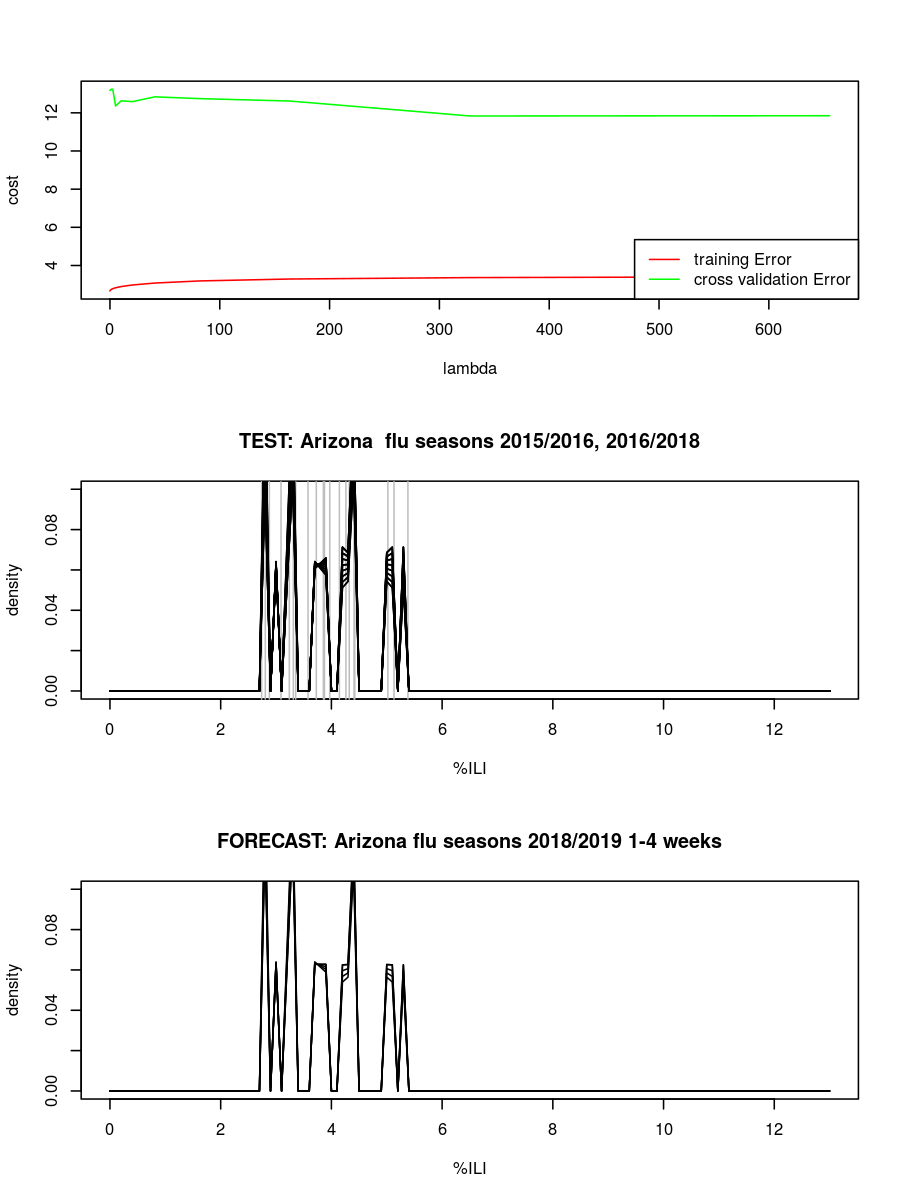 12
10
8
6
4
cost
training Error
cross validation Error
0 100 200 300 400 500 600
lambda
TEST: Arizona  flu seasons 2015/2016, 2016/2018
0.08
0.04
0.00
density
0 2 4 6 8 10 12
%ILI
FORECAST: Arizona flu seasons 2018/2019 1-4 weeks
0.08
0.04
0.00
density
0 2 4 6 8 10 12
%ILI